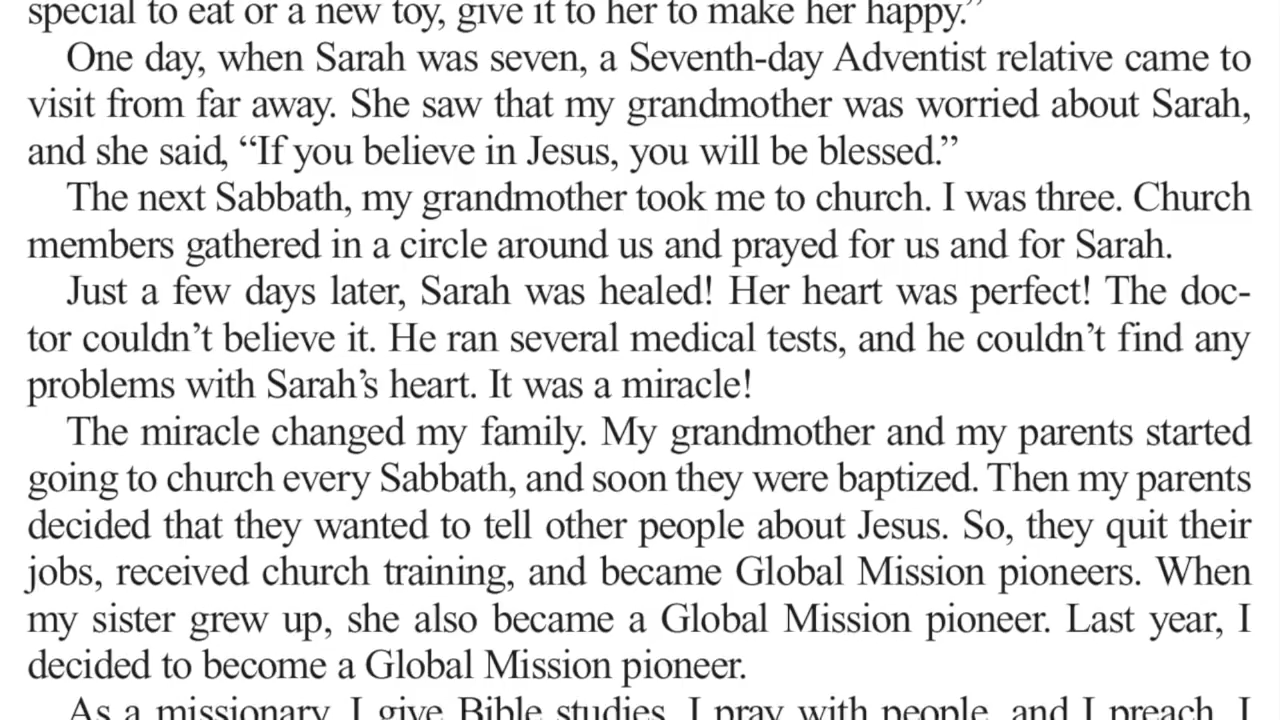 special to eat or a new toy, give it to her to make her happy.”
One day, when Sarah was seven, a Seventh-day Adventist relative came to
visit from far away. She saw that my grandmother was worried about Sarah,
and she said, “If you believe in Jesus, you will be blessed.”
The next Sabbath, my grandmother took me to church. I was three. Church
members gathered in a circle around us and prayed for us and for Sarah.
Just a few days later, Sarah was healed! Her heart was perfect! The doc-
tor couldn’t believe it. He ran several medical tests, and he couldn’t find any
problems with Sarah’s heart. It was a miracle!
The miracle changed my family. My grandmother and my parents started
going to church every Sabbath, and soon they were baptized. Then my parents
decided that they wanted to tell other people about Jesus. So, they quit their
jobs, received church training, and became Global Mission pioneers. When
my sister grew up, she also became a Global Mission pioneer. Last year, I
decided to become a Global Mission pioneer.
As a missionary, I give Bible studies, I pray with people, and I preach. I